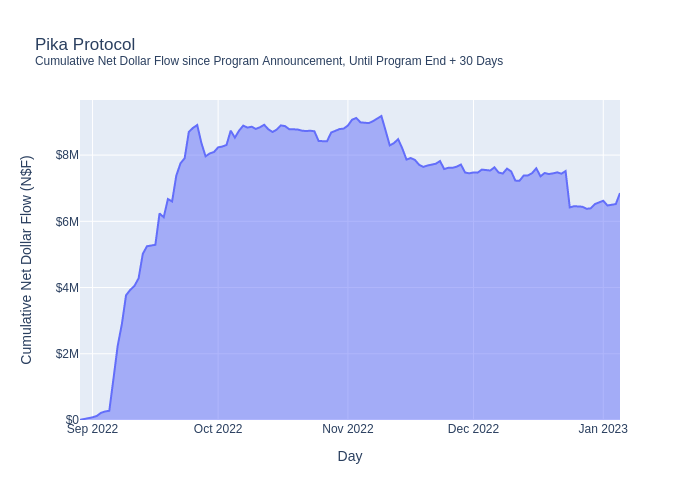 Pika Protocol
Cumulative Net Dollar Flow since Program Announcement, Until Program End + 30 Days
Cumulative Net Dollar Flow (N$F)
$8M
$6M
$4M
$2M
$0
Sep 2022
Oct 2022
Nov 2022
Dec 2022
Jan 2023
Day